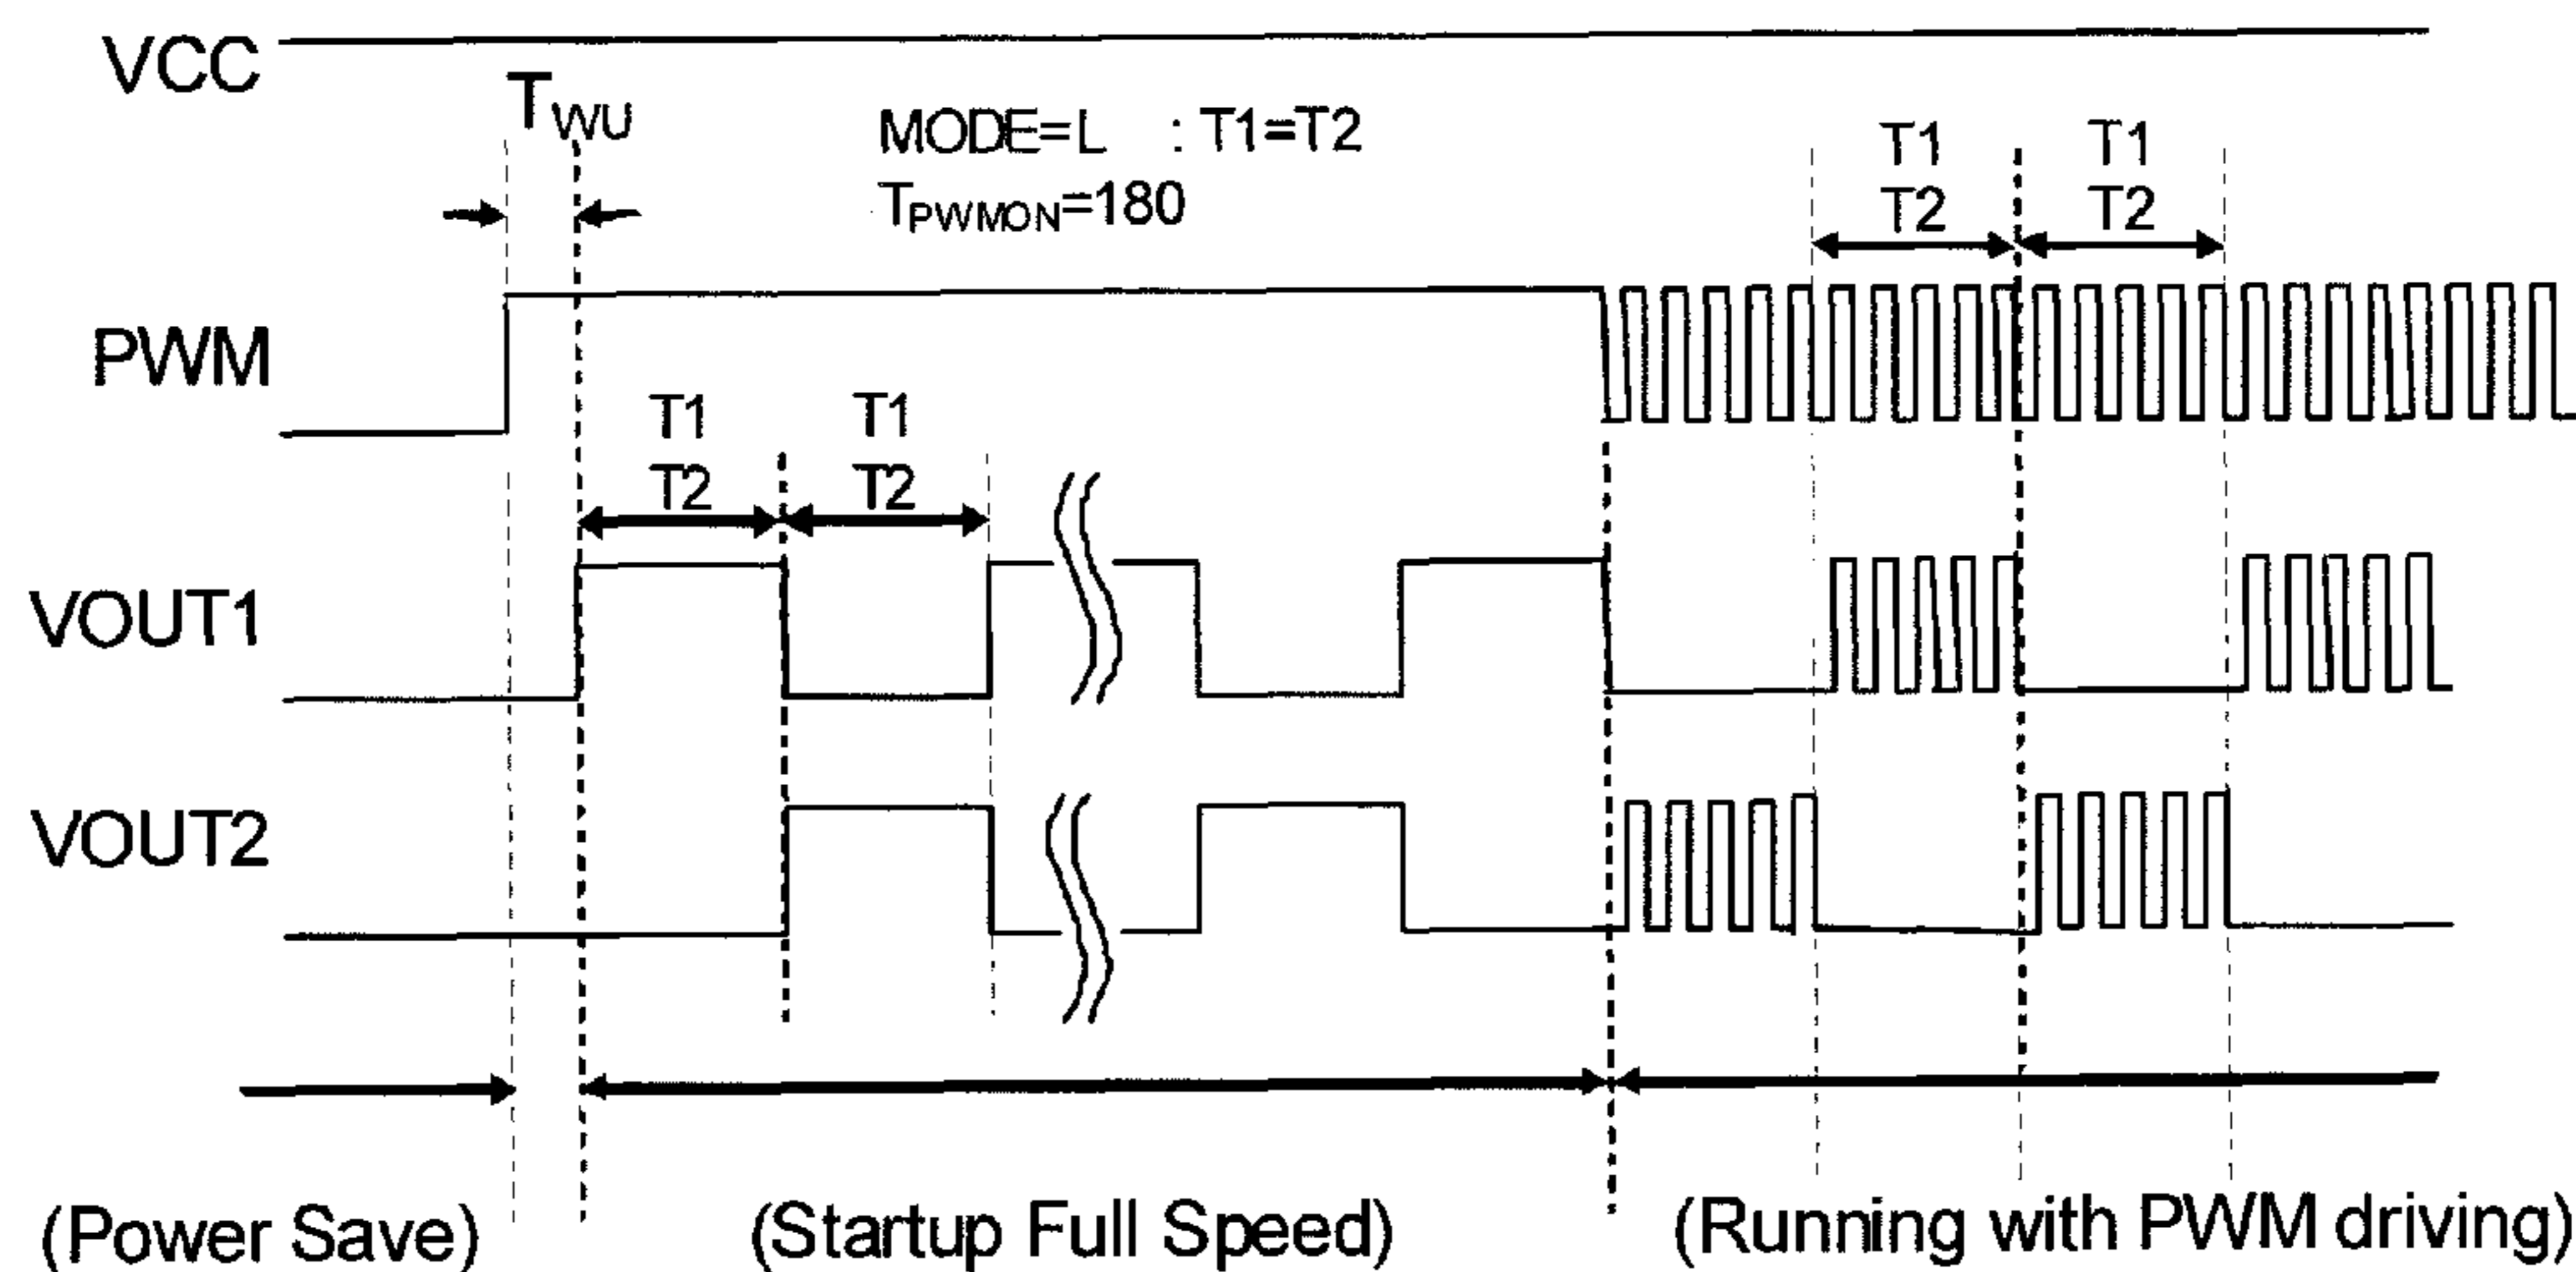 VCC
TWU
MODE=L : T1=T2
TPWMON=180
T1
T2
T1
T2
PWM
T1
T2
T1
T2
VOUT1
VOUT2
(Power Save)
(Startup Full Speed)
(Running with PWM driving)